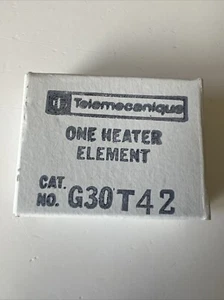 Telemecanique
ONE HEATER
ELEMENT
CAT.
NO. G30T42